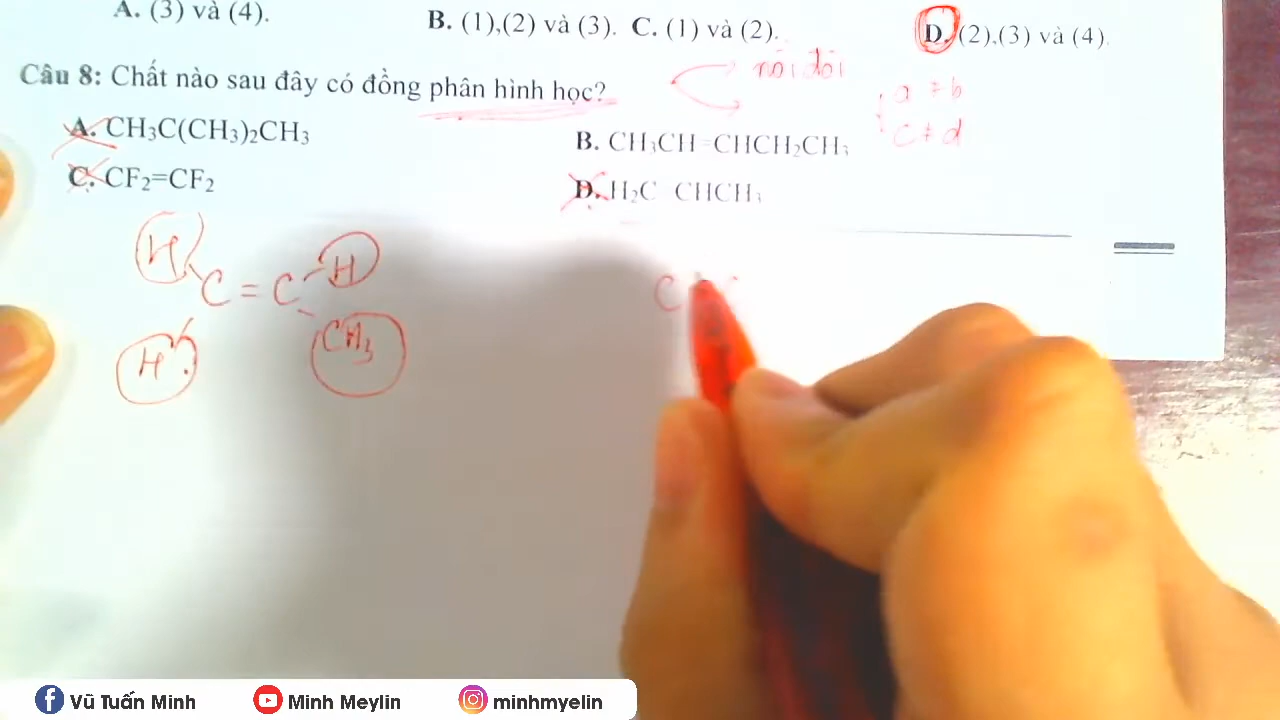 A. (3) và (4). B. (1),(2) và (3). C. (1) và (2). D. (2),(3) và (4).
Câu 8: Chất nào sau đây có đồng phân hình học?
nối đôi
a ≠ b
c ≠ d
A. CH₃C(CH₃)₂CH₃ B. CH₃CH=CHCH₂CH₃
C. CF₂=CF₂ D. H₂C CHCH₃
H H
C = C
H CH₃
C C
Vũ Tuấn Minh Minh Meylin minhmyelin